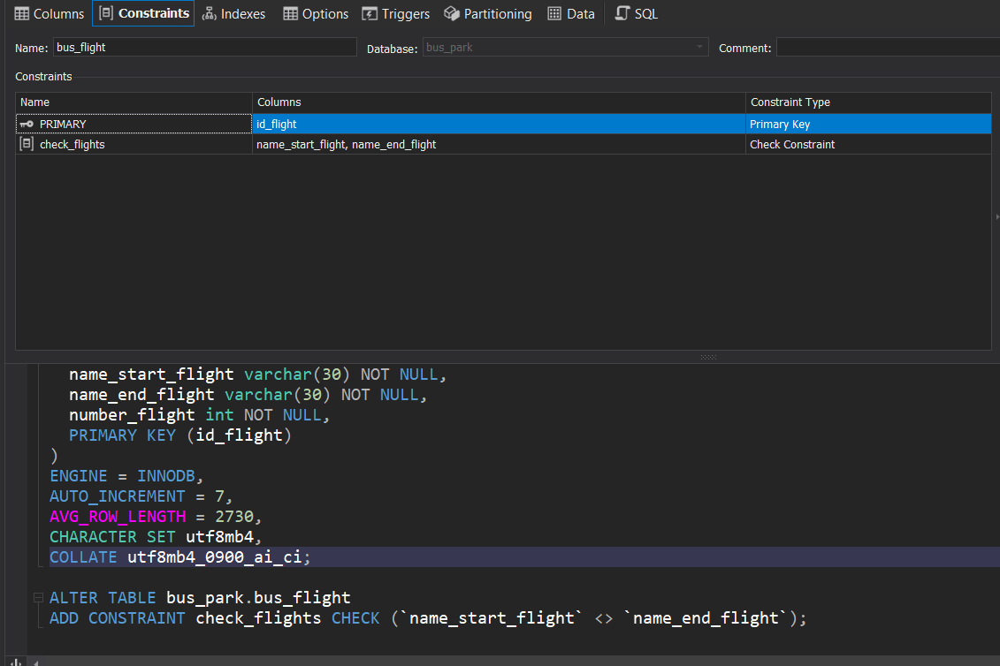 Columns Constraints Indexes Options Triggers Partitioning Data SQL
Name: bus_flight Database: bus_park Comment:
Constraints
Name Columns Constraint Type
PRIMARY id_flight Primary Key
check_flights name_start_flight, name_end_flight Check Constraint
name_start_flight varchar(30) NOT NULL,
name_end_flight varchar(30) NOT NULL,
number_flight int NOT NULL,
PRIMARY KEY (id_flight)
)
ENGINE = INNODB,
AUTO_INCREMENT = 7,
AVG_ROW_LENGTH = 2730,
CHARACTER SET utf8mb4,
COLLATE utf8mb4_0900_ai_ci;
ALTER TABLE bus_park.bus_flight
ADD CONSTRAINT check_flights CHECK (`name_start_flight` <> `name_end_flight`);